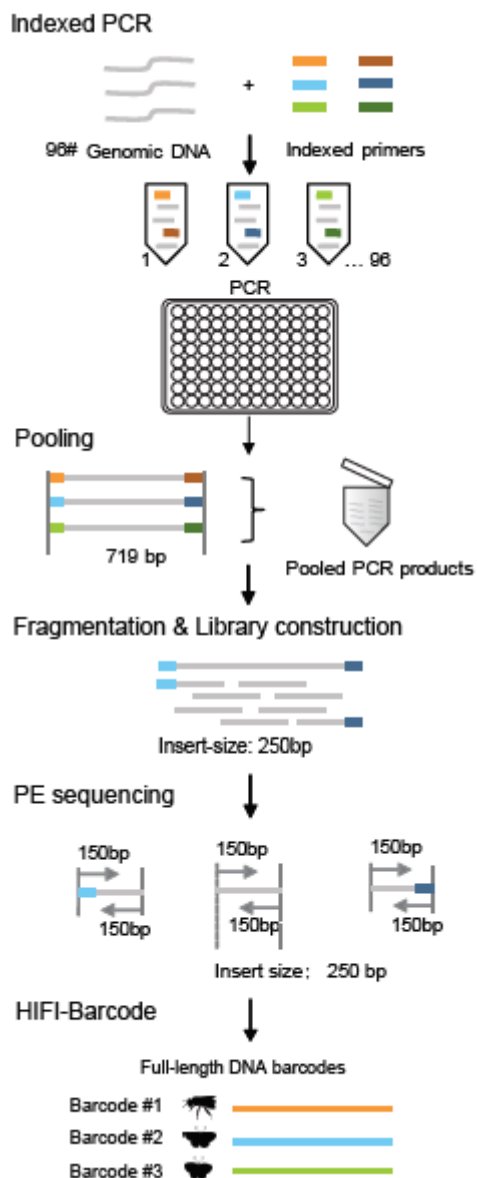 Indexed PCR
+
96# Genomic DNA
Indexed primers
1
2
3 ... 96
PCR
Pooling
719 bp
Pooled PCR products
Fragmentation & Library construction
Insert-size: 250bp
PE sequencing
150bp
150bp
150bp
150bp
150bp
150bp
Insert size: 250 bp
HIFI-Barcode
Full-length DNA barcodes
Barcode #1
Barcode #2
Barcode #3